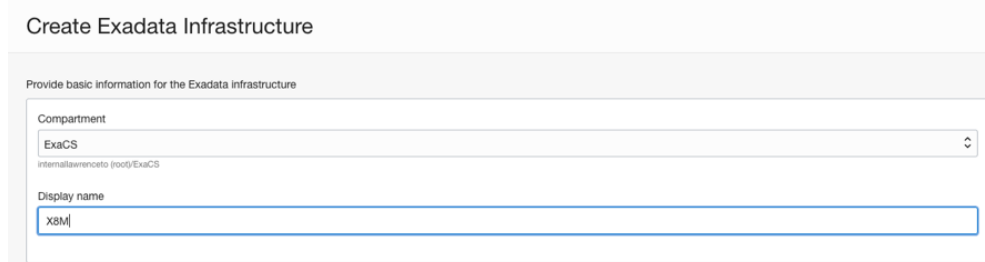 Create Exadata Infrastructure
Provide basic information for the Exadata infrastructure
Compartment
ExaCS
internallawrenceto (root)/ExaCS
Display name
X8M